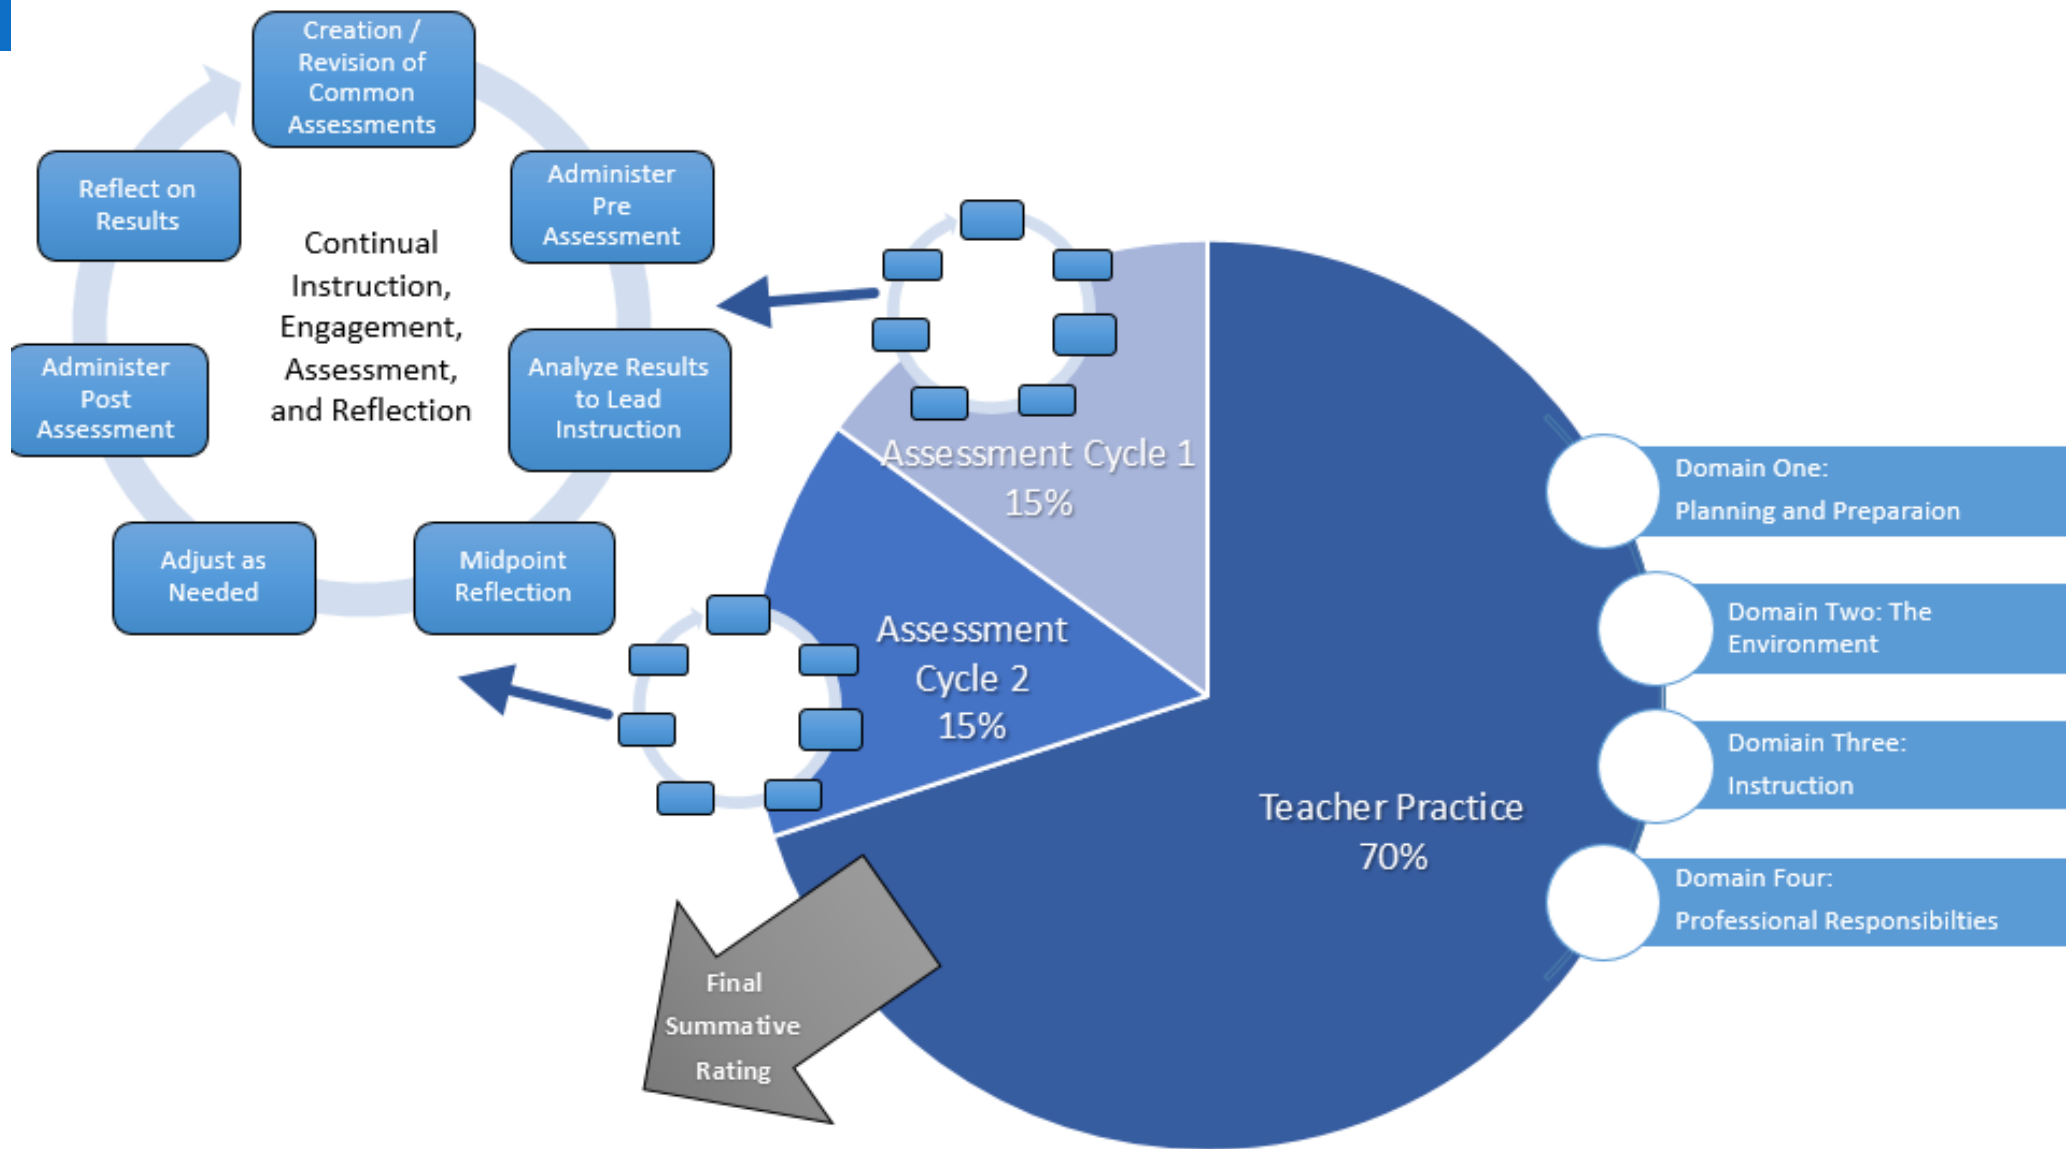 Creation /
Revision of
Common
Assessments
Administer
Pre
Assessment
Analyze Results
to Lead
Instruction
Midpoint
Reflection
Adjust as
Needed
Administer
Post
Assessment
Reflect on
Results
Continual
Instruction,
Engagement,
Assessment,
and Reflection
Assessment Cycle 1
15%
Assessment
Cycle 2
15%
Teacher Practice
70%
Domain One:
Planning and Preparaion
Domain Two: The
Environment
Domiain Three:
Instruction
Domain Four:
Professional Responsibilties
Final
Summative
Rating